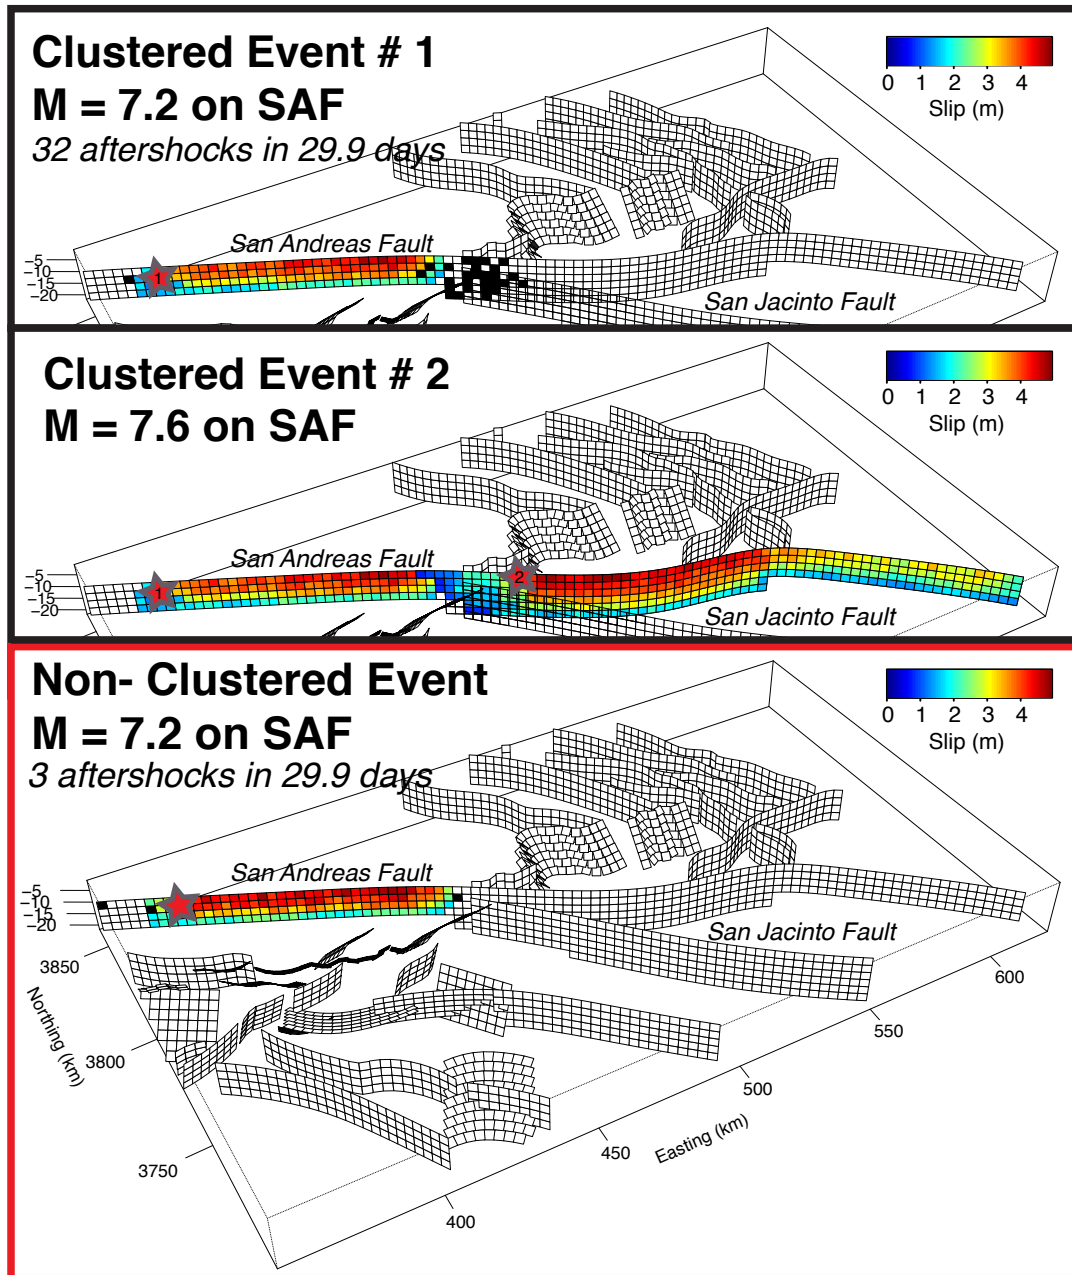 Clustered Event # 1
M = 7.2 on SAF
32 aftershocks in 29.9 days
0 1 2 3 4
Slip (m)
San Andreas Fault
−5
−10
−15
−20
1
San Jacinto Fault
Clustered Event # 2
M = 7.6 on SAF
0 1 2 3 4
Slip (m)
San Andreas Fault
−5
−10
−15
−20
1
2
San Jacinto Fault
Non- Clustered Event
M = 7.2 on SAF
3 aftershocks in 29.9 days
0 1 2 3 4
Slip (m)
San Andreas Fault
−5
−10
−15
−20
San Jacinto Fault
3850
3800
3750
Northing (km)
600
550
500
450
400
Easting (km)